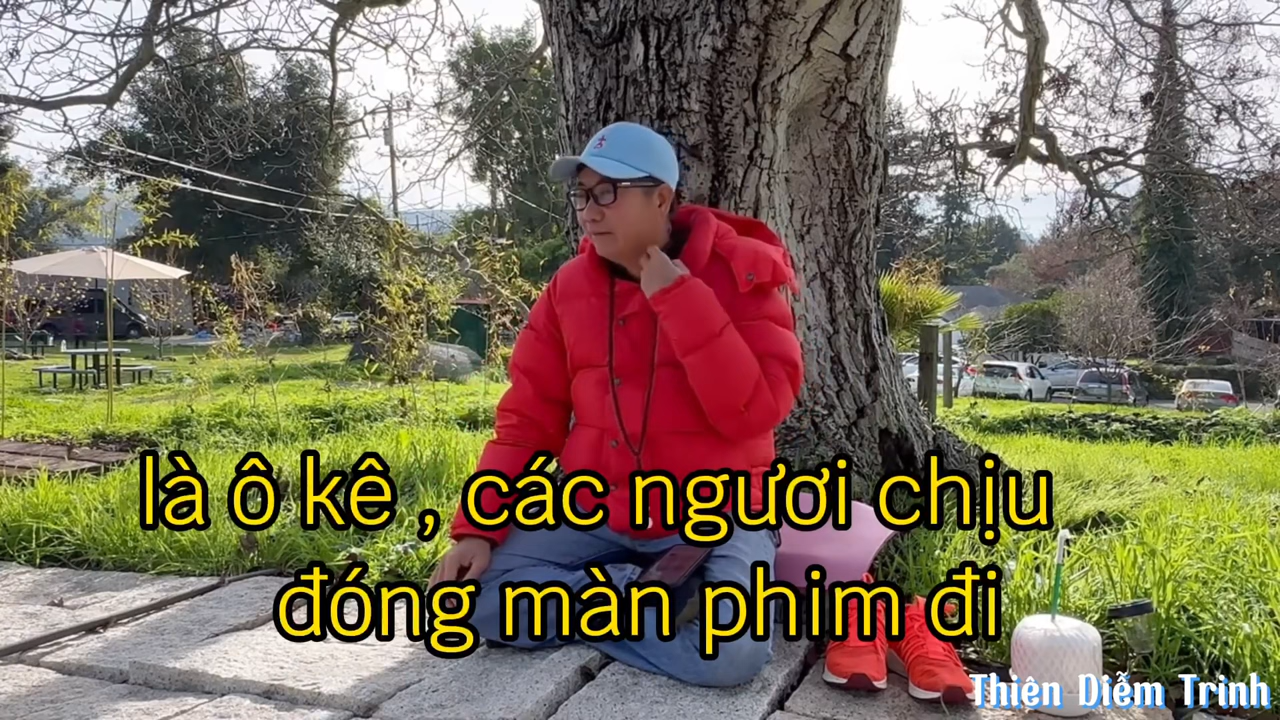 là ô kê , các ngươi chịu
đóng màn phim đi
Thiên Diễm Trinh